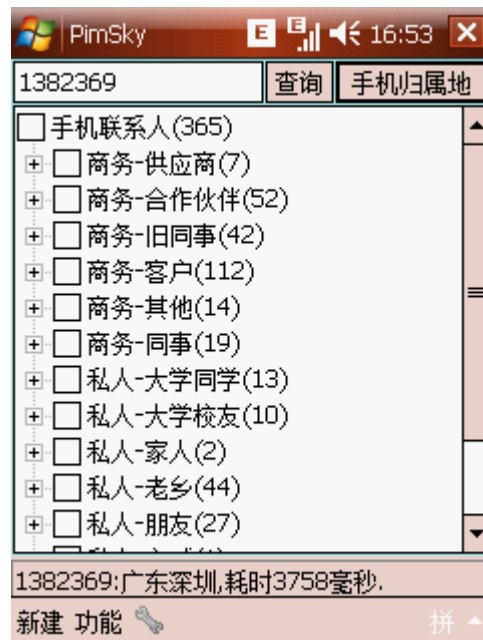 PimSky E E 16:53
1382369 查询 手机归属地
手机联系人(365)
商务-供应商(7)
商务-合作伙伴(52)
商务-旧同事(42)
商务-客户(112)
商务-其他(14)
商务-同事(19)
私人-大学同学(13)
私人-大学校友(10)
私人-家人(2)
私人-老乡(44)
私人-朋友(27)
1382369:广东深圳,耗时3758毫秒.
新建 功能 拼